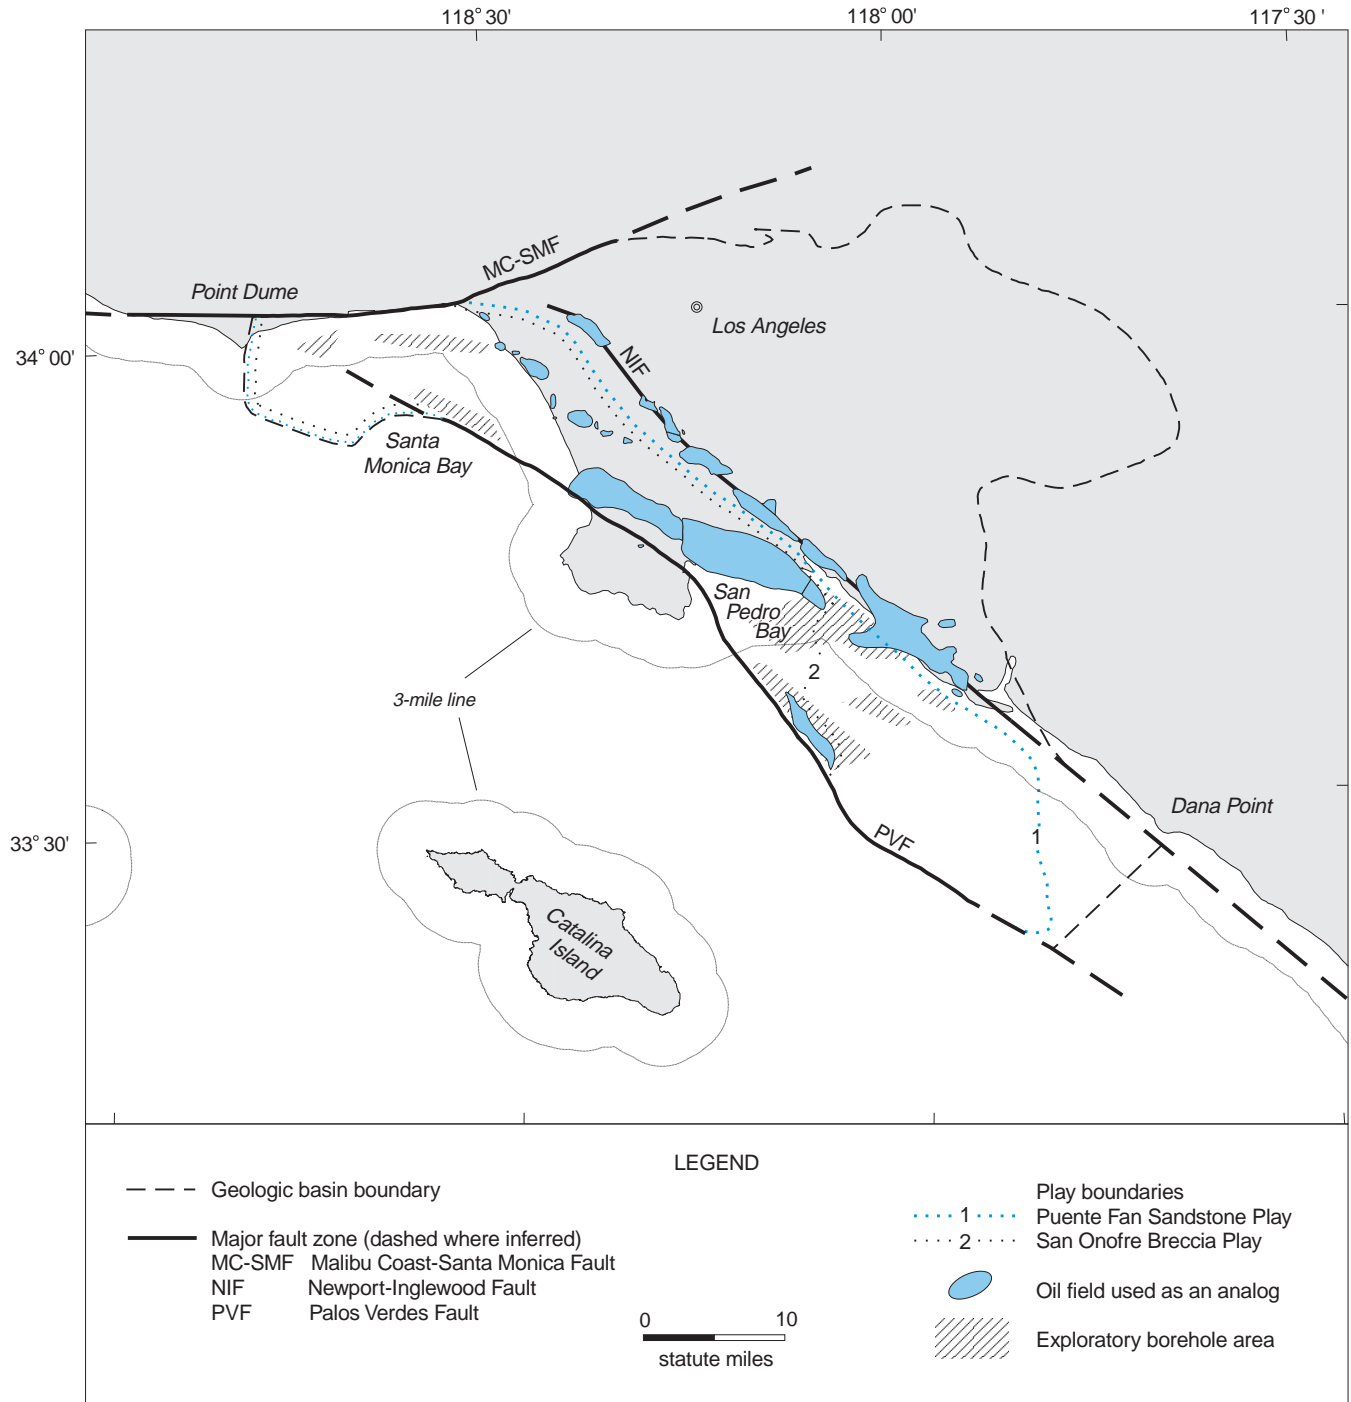 118° 30'
118° 00'
117° 30 '
MC-SMF
Point Dume
Los Angeles
34° 00'
NIF
Santa
Monica Bay
San
Pedro
Bay
2
3-mile line
Dana Point
33° 50'
PVF
1
Catalina
Island
LEGEND
Geologic basin boundary
Major fault zone (dashed where inferred)
MC-SMF Malibu Coast-Santa Monica Fault
NIF Newport-Inglewood Fault
PVF Palos Verdes Fault
0 10
statute miles
Play boundaries
1 Puente Fan Sandstone Play
2 San Onofre Breccia Play
Oil field used as an analog
Exploratory borehole area